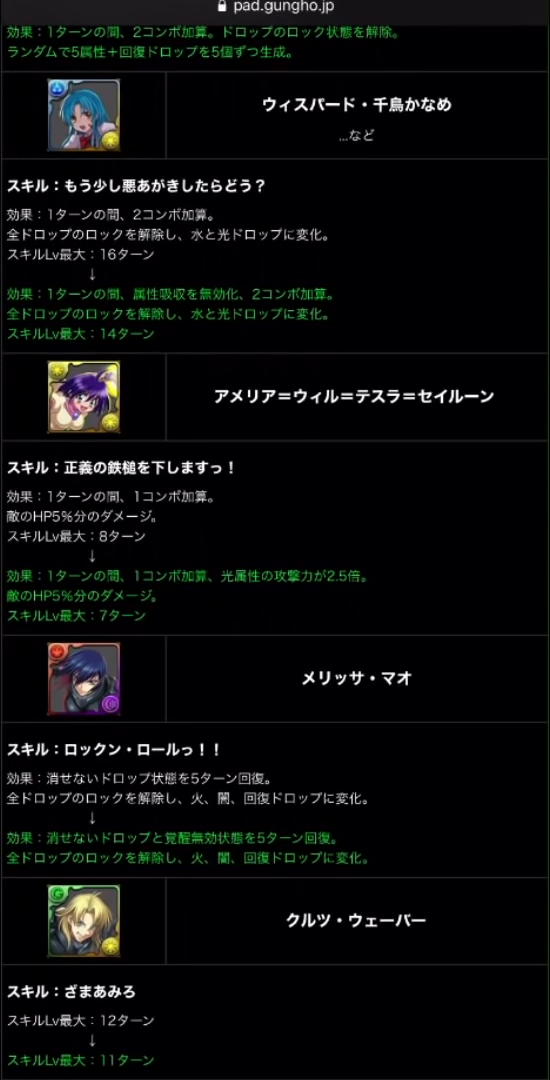 pad.gungho.jp
効果：1ターンの間、2コンボ加算。ドロップのロック状態を解除。
ランダムで5属性＋回復ドロップを5個ずつ生成。
ウィスパード・千鳥かなめ
...など
スキル：もう少し悪あがきしたらどう？
効果：1ターンの間、2コンボ加算。
全ドロップのロックを解除し、水と光ドロップに変化。
スキルLv最大：16ターン
↓
効果：1ターンの間、属性吸収を無効化、2コンボ加算。
全ドロップのロックを解除し、水と光ドロップに変化。
スキルLv最大：14ターン
アメリア＝ウィル＝テスラ＝セイルーン
スキル：正義の鉄槌を下しますっ！
効果：1ターンの間、1コンボ加算。
敵のHP5％分のダメージ。
スキルLv最大：8ターン
↓
効果：1ターンの間、1コンボ加算、光属性の攻撃力が2.5倍。
敵のHP5％分のダメージ。
スキルLv最大：7ターン
メリッサ・マオ
スキル：ロックン・ロールっ！！
効果：消せないドロップ状態を5ターン回復。
全ドロップのロックを解除し、火、闇、回復ドロップに変化。
↓
効果：消せないドロップと覚醒無効状態を5ターン回復。
全ドロップのロックを解除し、火、闇、回復ドロップに変化。
クルツ・ウェーバー
スキル：ざまあみろ
スキルLv最大：12ターン
↓
スキルLv最大：11ターン